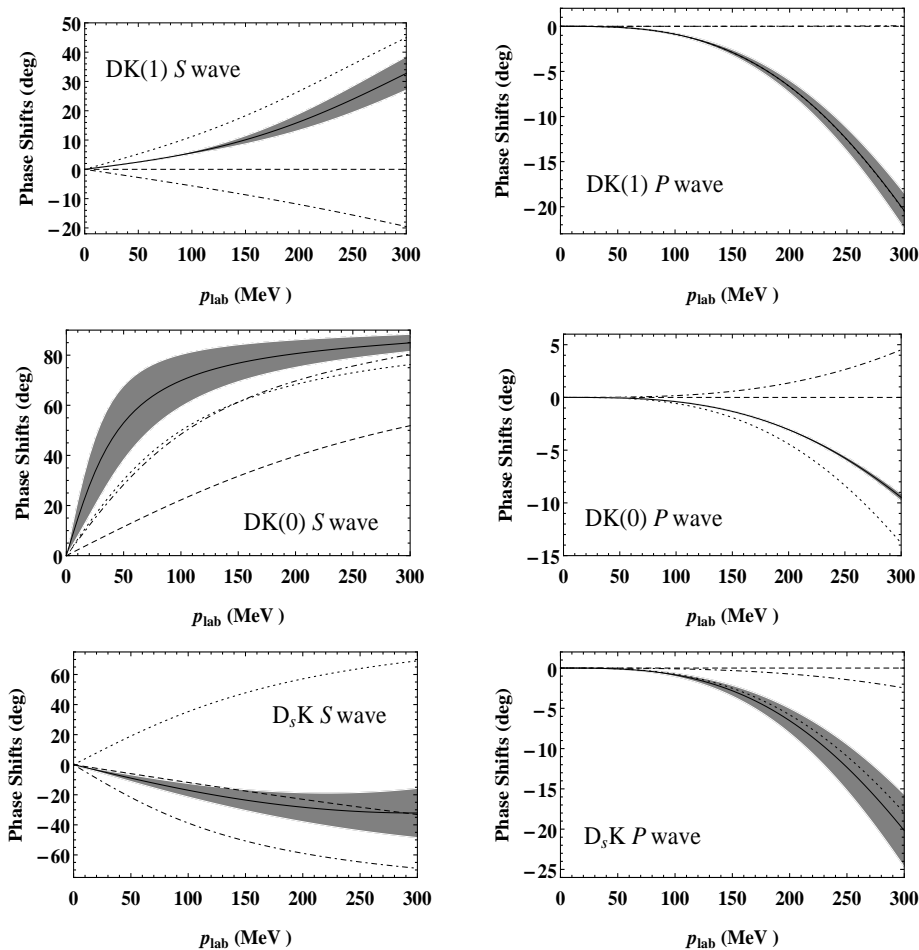 50
40
30
20
10
0
−10
−20
Phase Shifts (deg)
DK(1) S wave
0 50 100 150 200 250 300
p_lab (MeV )
0
−5
−10
−15
−20
Phase Shifts (deg)
DK(1) P wave
0 50 100 150 200 250 300
p_lab (MeV )
80
60
40
20
0
Phase Shifts (deg)
DK(0) S wave
0 50 100 150 200 250 300
p_lab (MeV )
5
0
−5
−10
−15
Phase Shifts (deg)
DK(0) P wave
0 50 100 150 200 250 300
p_lab (MeV )
60
40
20
0
−20
−40
−60
Phase Shifts (deg)
D_sK S wave
0 50 100 150 200 250 300
p_lab (MeV )
0
−5
−10
−15
−20
−25
Phase Shifts (deg)
D_sK P wave
0 50 100 150 200 250 300
p_lab (MeV )